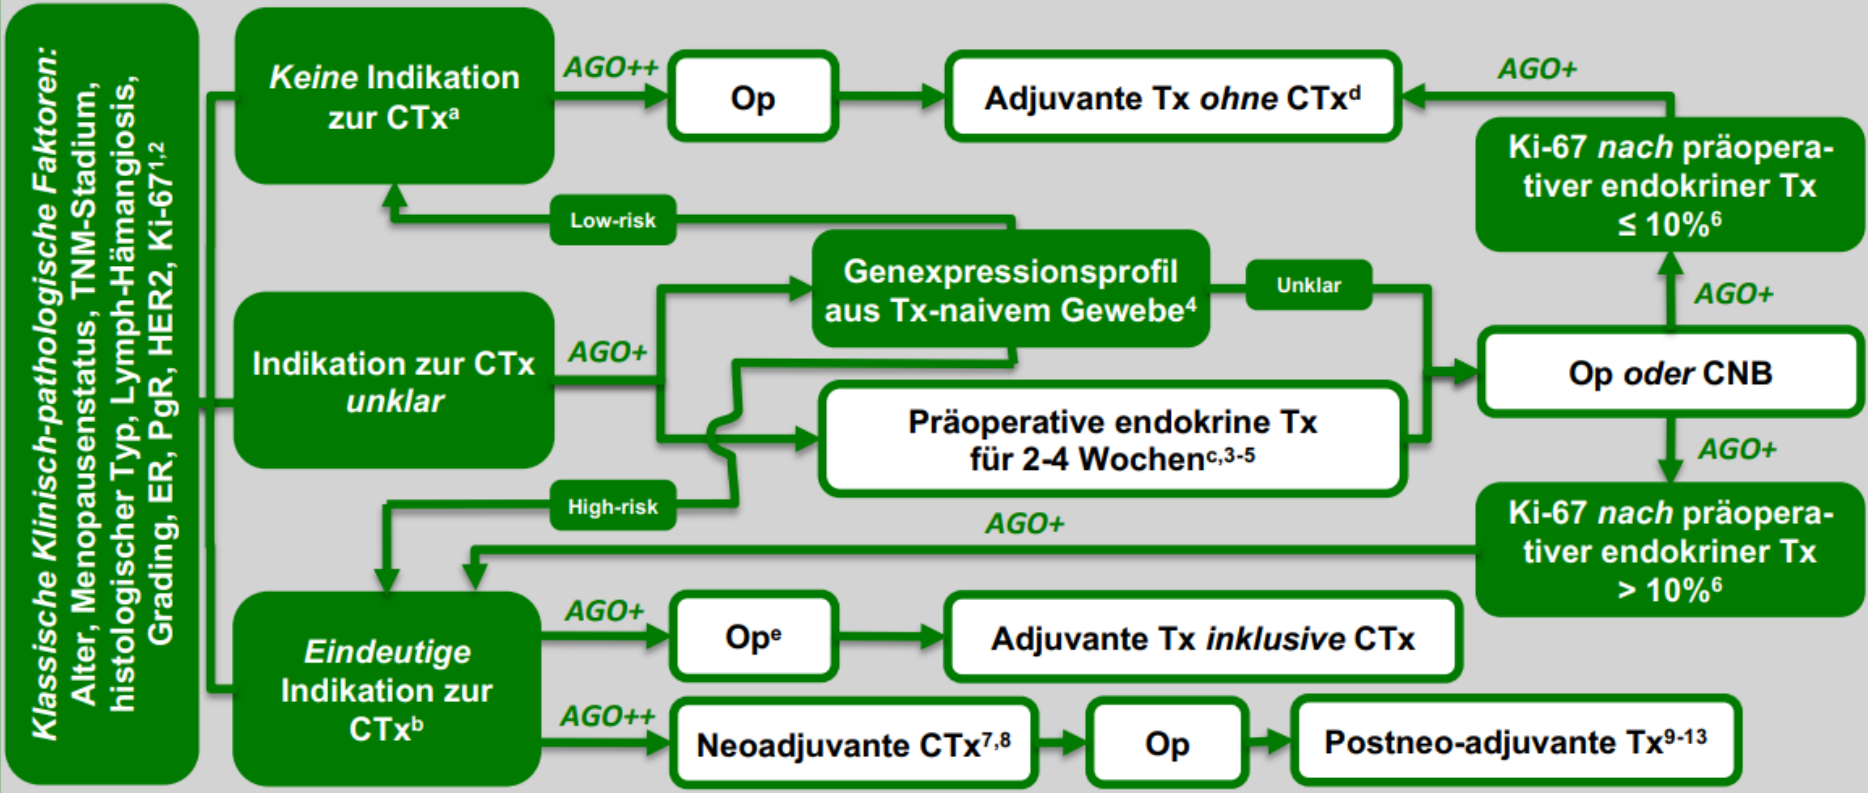 Klassische Klinisch-pathologische Faktoren:
Alter, Menopausenstatus, TNM-Stadium,
histologischer Typ, Lymph-Hämangiosis,
Grading, ER, PgR, HER2, Ki-67¹,²
Keine Indikation
zur CTxᵃ
AGO++
Op
Adjuvante Tx ohne CTxᵈ
AGO+
Ki-67 nach präopera-
tiver endokriner Tx
≤ 10%⁶
Low-risk
Indikation zur CTx
unklar
AGO+
Genexpressionsprofil
aus Tx-naivem Gewebe⁴
Unklar
AGO+
Präoperative endokrine Tx
für 2-4 Wochenᶜ,³⁻⁵
Op oder CNB
AGO+
High-risk
AGO+
Ki-67 nach präopera-
tiver endokriner Tx
> 10%⁶
Eindeutige
Indikation zur
CTxᵇ
AGO+
Opᵉ
Adjuvante Tx inklusive CTx
AGO++
Neoadjuvante CTx⁷,⁸
Op
Postneo-adjuvante Tx⁹⁻¹³